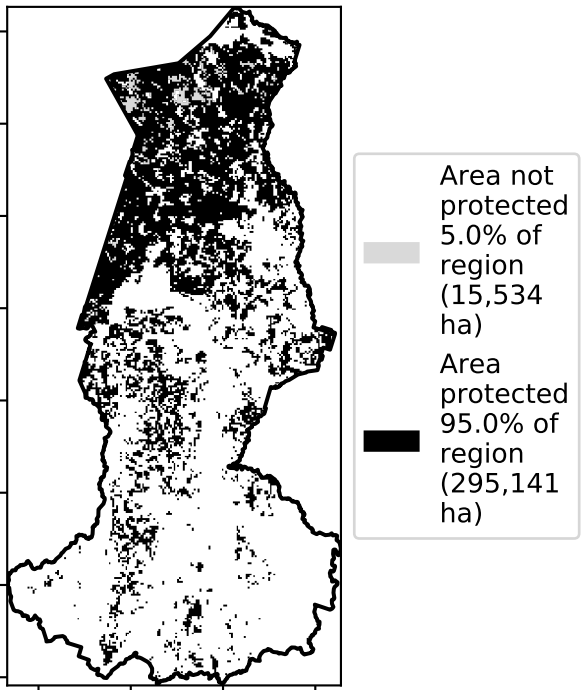 Area not
protected
5.0% of
region
(15,534
ha)
Area
protected
95.0% of
region
(295,141
ha)